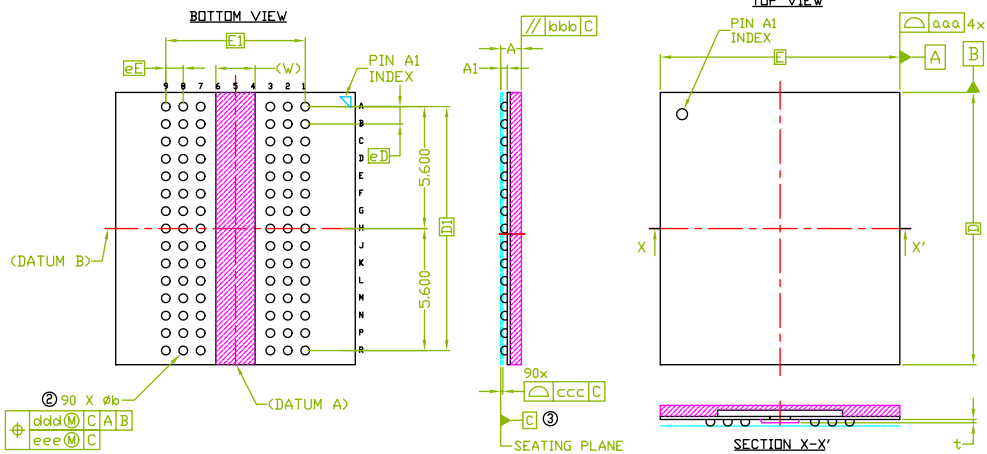 BOTTOM VIEW
TOP VIEW
E1
eE
(W)
PIN A1
INDEX
9 8 7 6 5 4 3 2 1
A
B
C
D
E
F
G
H
J
K
L
M
N
P
R
eD
5.600
5.600
D1
(DATUM B)
(DATUM A)
② 90 X Øb
ddd Ⓜ C A B
eee Ⓜ C
// bbb C
A
A1
90x
ccc C
C ③
SEATING PLANE
PIN A1
INDEX
aaa 4x
E
A
B
D
X
X'
t
SECTION X-X'